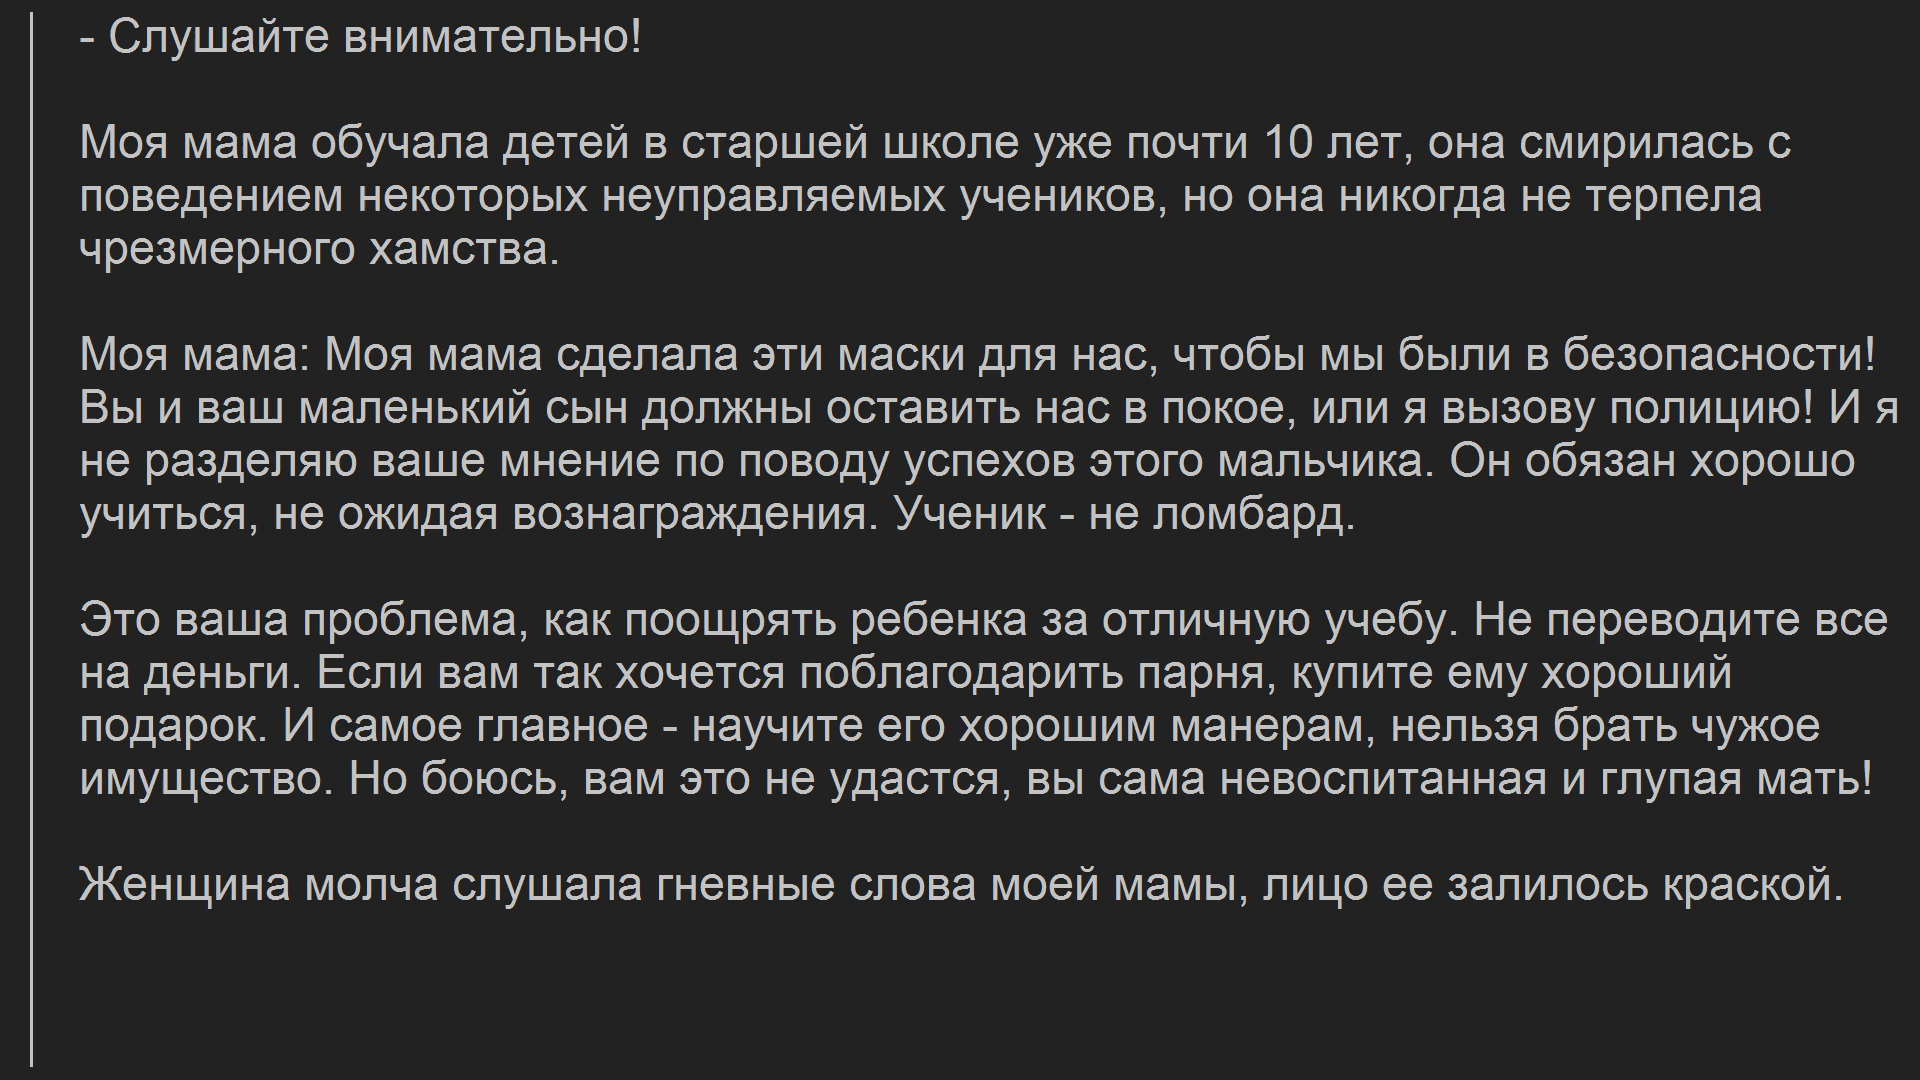 - Слушайте внимательно!
Моя мама обучала детей в старшей школе уже почти 10 лет, она смирилась с
поведением некоторых неуправляемых учеников, но она никогда не терпела
чрезмерного хамства.
Моя мама: Моя мама сделала эти маски для нас, чтобы мы были в безопасности!
Вы и ваш маленький сын должны оставить нас в покое, или я вызову полицию! И я
не разделяю ваше мнение по поводу успехов этого мальчика. Он обязан хорошо
учиться, не ожидая вознаграждения. Ученик - не ломбард.
Это ваша проблема, как поощрять ребенка за отличную учебу. Не переводите все
на деньги. Если вам так хочется поблагодарить парня, купите ему хороший
подарок. И самое главное - научите его хорошим манерам, нельзя брать чужое
имущество. Но боюсь, вам это не удастся, вы сама невоспитанная и глупая мать!
Женщина молча слушала гневные слова моей мамы, лицо ее залилось краской.